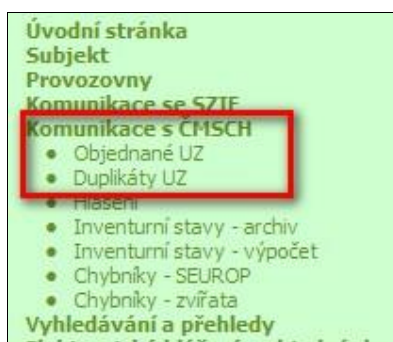 Úvodní stránka
Subjekt
Provozovny
Komunikace se SZIF
Komunikace s ČMSCH
• Objednané UZ
• Duplikáty UZ
• Hlášení
• Inventurní stavy - archiv
• Inventurní stavy - výpočet
• Chybníky - SEUROP
• Chybníky - zvířata
Vyhledávání a přehledy